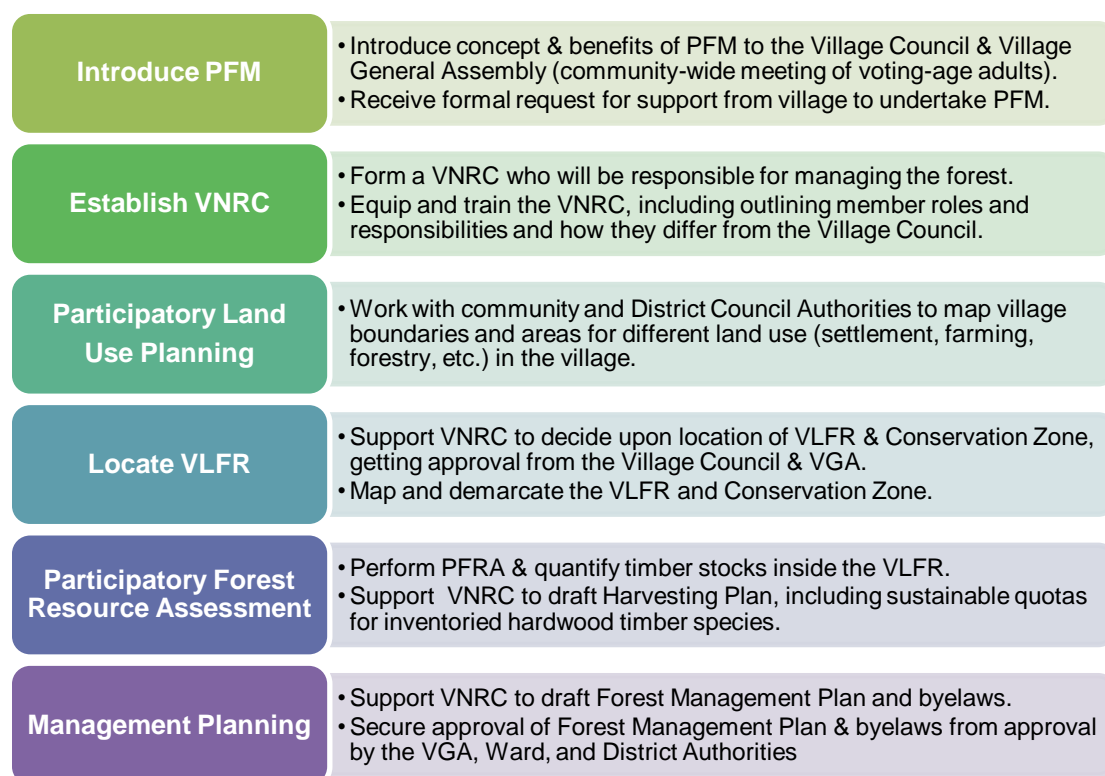 Introduce PFM
• Introduce concept & benefits of PFM to the Village Council & Village
General Assembly (community-wide meeting of voting-age adults).
• Receive formal request for support from village to undertake PFM.
Establish VNRC
• Form a VNRC who will be responsible for managing the forest.
• Equip and train the VNRC, including outlining member roles and
responsibilities and how they differ from the Village Council.
Participatory Land
Use Planning
• Work with community and District Council Authorities to map village
boundaries and areas for different land use (settlement, farming,
forestry, etc.) in the village.
Locate VLFR
• Support VNRC to decide upon location of VLFR & Conservation Zone,
getting approval from the Village Council & VGA.
• Map and demarcate the VLFR and Conservation Zone.
Participatory Forest
Resource Assessment
• Perform PFRA & quantify timber stocks inside the VLFR.
• Support VNRC to draft Harvesting Plan, including sustainable quotas
for inventoried hardwood timber species.
Management Planning
• Support VNRC to draft Forest Management Plan and byelaws.
• Secure approval of Forest Management Plan & byelaws from approval
by the VGA, Ward, and District Authorities